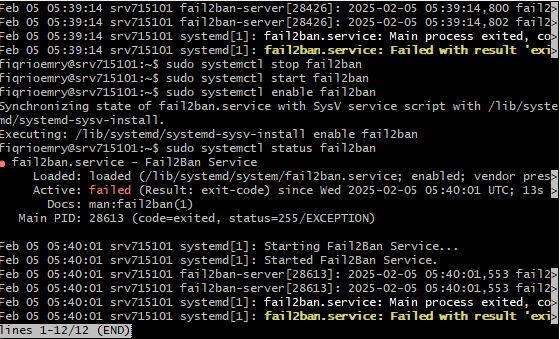 Feb 05 05:39:14 srv715101 fail2ban-server[28426]: 2025-02-05 05:39:14,800 fail2>
Feb 05 05:39:14 srv715101 fail2ban-server[28426]: 2025-02-05 05:39:14,802 fail2>
Feb 05 05:39:14 srv715101 systemd[1]: fail2ban.service: Main process exited, co>
Feb 05 05:39:14 srv715101 systemd[1]: fail2ban.service: Failed with result 'exi>
fiqrioemry@srv715101:~$ sudo systemctl stop fail2ban
fiqrioemry@srv715101:~$ sudo systemctl start fail2ban
fiqrioemry@srv715101:~$ sudo systemctl enable fail2ban
Synchronizing state of fail2ban.service with SysV service script with /lib/syste
md/systemd-sysv-install.
Executing: /lib/systemd/systemd-sysv-install enable fail2ban
fiqrioemry@srv715101:~$ sudo systemctl status fail2ban
● fail2ban.service - Fail2Ban Service
Loaded: loaded (/lib/systemd/system/fail2ban.service; enabled; vendor pres>
Active: failed (Result: exit-code) since Wed 2025-02-05 05:40:01 UTC; 13s >
Docs: man:fail2ban(1)
Main PID: 28613 (code=exited, status=255/EXCEPTION)
Feb 05 05:40:01 srv715101 systemd[1]: Starting Fail2Ban Service...
Feb 05 05:40:01 srv715101 systemd[1]: Started Fail2Ban Service.
Feb 05 05:40:01 srv715101 fail2ban-server[28613]: 2025-02-05 05:40:01,553 fail2>
Feb 05 05:40:01 srv715101 fail2ban-server[28613]: 2025-02-05 05:40:01,553 fail2>
Feb 05 05:40:01 srv715101 systemd[1]: fail2ban.service: Main process exited, co>
Feb 05 05:40:01 srv715101 systemd[1]: fail2ban.service: Failed with result 'exi>
lines 1-12/12 (END)